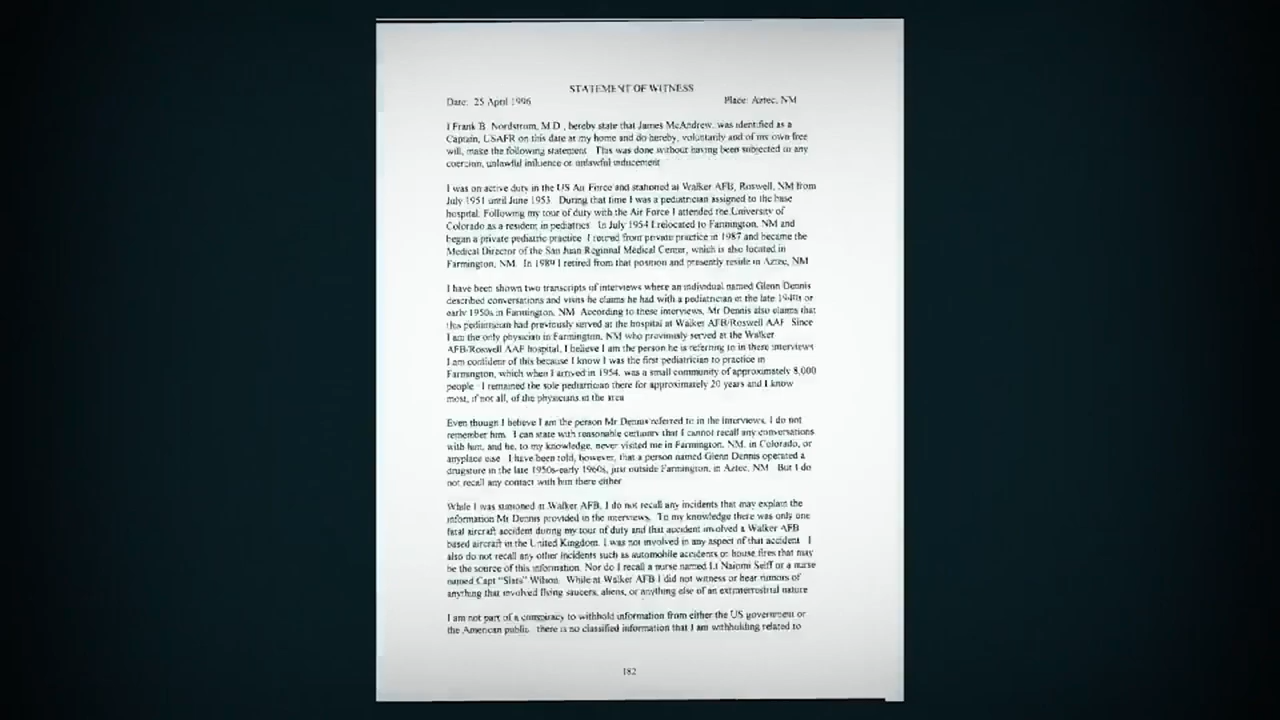 STATEMENT OF WITNESS
Date: 25 April 1996 Place: Aztec, NM
I Frank B. Nordstrom, M.D., hereby state that James McAndrew, was identified as a
Captain, USAFR on this date at my home and do hereby, voluntarily and of my own free
will, make the following statement. This was done without having been subjected to any
coercion, unlawful influence or unlawful inducement.
I was on active duty in the US Air Force and stationed at Walker AFB, Roswell, NM from
July 1951 until June 1953. During that time I was a pediatrician assigned to the base
hospital. Following my tour of duty with the Air Force I attended the University of
Colorado as a resident in pediatrics. In July 1954 I relocated to Farmington, NM and
began a private pediatric practice. I retired from private practice in 1987 and became the
Medical Director of the San Juan Regional Medical Center, which is also located in
Farmington, NM. In 1989 I retired from that position and presently reside in Aztec, NM
I have been shown two transcripts of interviews where an individual named Glenn Dennis
described conversations and visits he claims he had with a pediatrician in the late 1940s or
early 1950s in Farmington, NM. According to these interviews, Mr Dennis also claims that
this pediatrician had previously served at the hospital at Walker AFB/Roswell AAF. Since
I am the only physician in Farmington, NM who previously served at the Walker
AFB/Roswell AAF hospital, I believe I am the person he is referring to in these interviews
I am confident of this because I know I was the first pediatrician to practice in
Farmington, which when I arrived in 1954, was a small community of approximately 8,000
people. I remained the sole pediatrician there for approximately 20 years and I know
most, if not all, of the physicians in the area
Even though I believe I am the person Mr Dennis referred to in the interviews, I do not
remember him. I can state with reasonable certainty that I cannot recall any conversations
with him, and he, to my knowledge, never visited me in Farmington, NM, in Colorado, or
anyplace else. I have been told, however, that a person named Glenn Dennis operated a
drugstore in the late 1950s-early 1960s, just outside Farmington, in Aztec, NM. But I do
not recall any contact with him there either
While I was stationed at Walker AFB, I do not recall any incidents that may explain the
information Mr Dennis provided in the interviews. To my knowledge there was only one
fatal aircraft accident during my tour of duty and that accident involved a Walker AFB
based aircraft in the United Kingdom. I was not involved in any aspect of that accident. I
also do not recall any other incidents such as automobile accidents or house fires that may
be the source of this information. Nor do I recall a nurse named Lt Naiomi Selff or a nurse
named Capt "Slats" Wilson. While at Walker AFB I did not witness or hear rumors of
anything that involved flying saucers, aliens, or anything else of an extraterrestrial nature
I am not part of a conspiracy to withhold information from either the US government or
the American public. there is no classified information that I am withholding related to
182